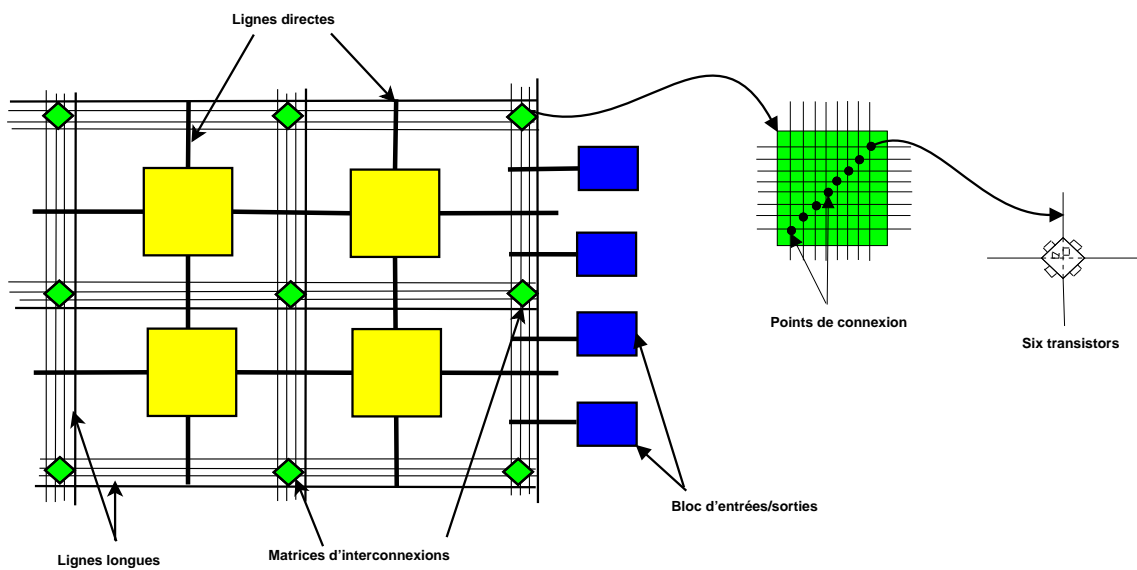 Lignes directes
Points de connexion
Six transistors
Bloc d'entrées/sorties
Matrices d'interconnexions
Lignes longues